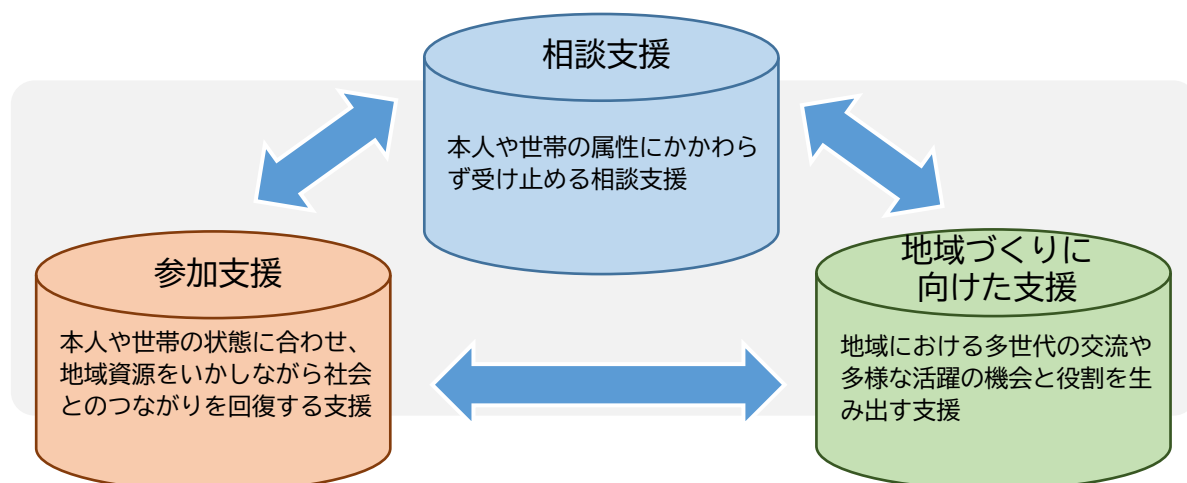 相談支援
本人や世帯の属性にかかわら
ず受け止める相談支援
参加支援
本人や世帯の状態に合わせ、
地域資源をいかしながら社会
とのつながりを回復する支援
地域づくりに
向けた支援
地域における多世代の交流や
多様な活躍の機会と役割を生
み出す支援